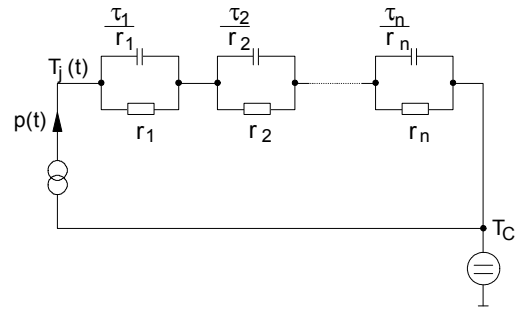 τ1 τ2 τn
r1 r2 rn
Tj (t)
r1 r2 rn
p(t)
TC